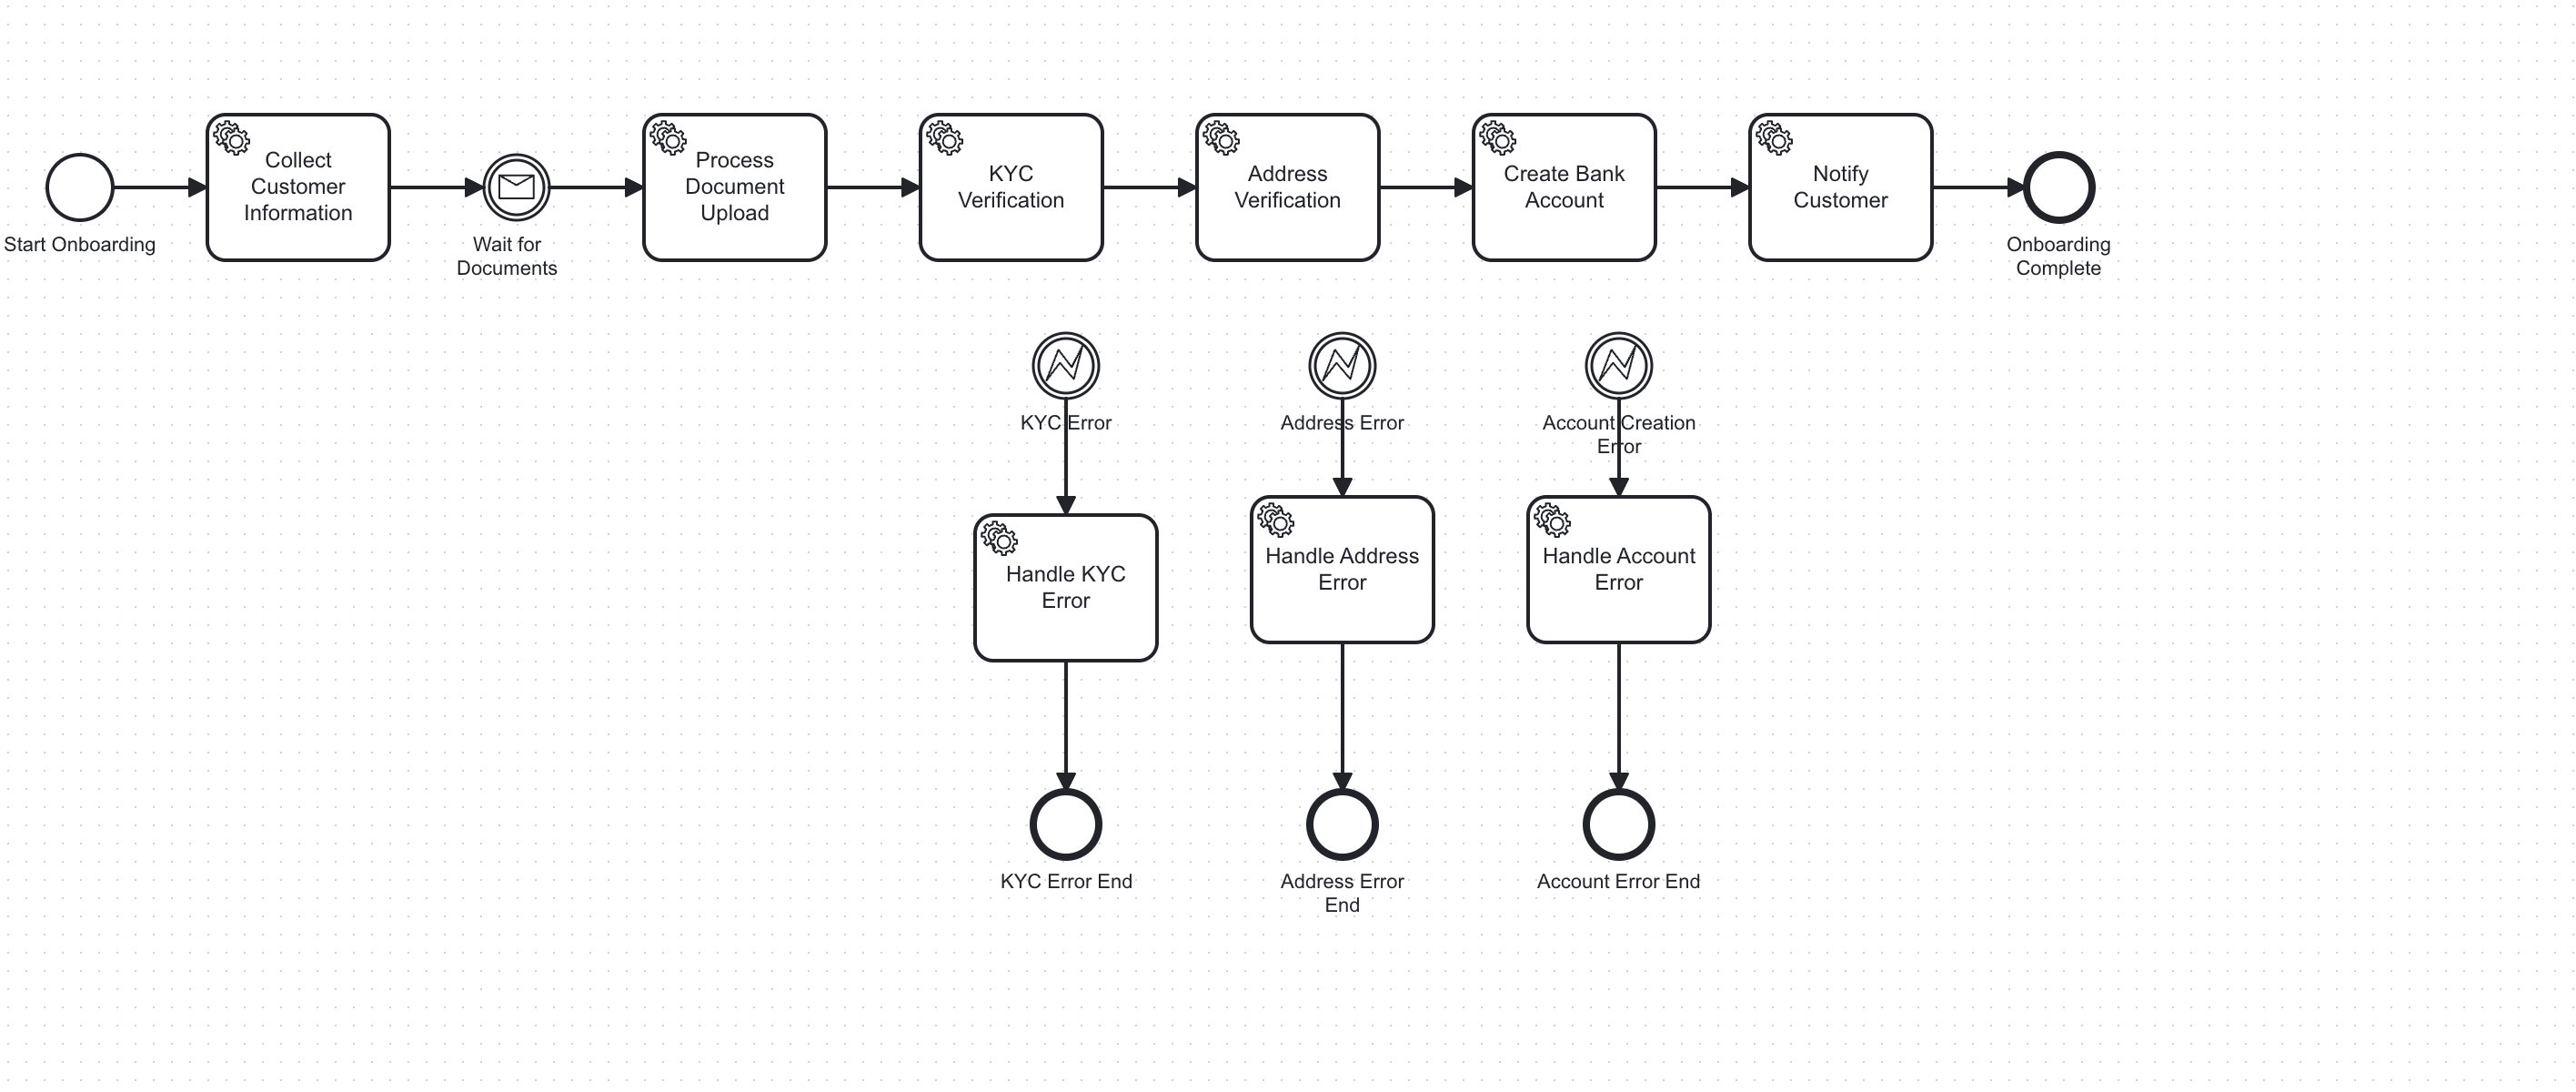 Collect
Customer
Information
Process
Document
Upload
KYC
Verification
Address
Verification
Create Bank
Account
Notify
Customer
Start Onboarding
Wait for
Documents
Onboarding
Complete
KYC Error
Address Error
Account Creation
Error
Handle KYC
Error
Handle Address
Error
Handle Account
Error
KYC Error End
Address Error
End
Account Error End